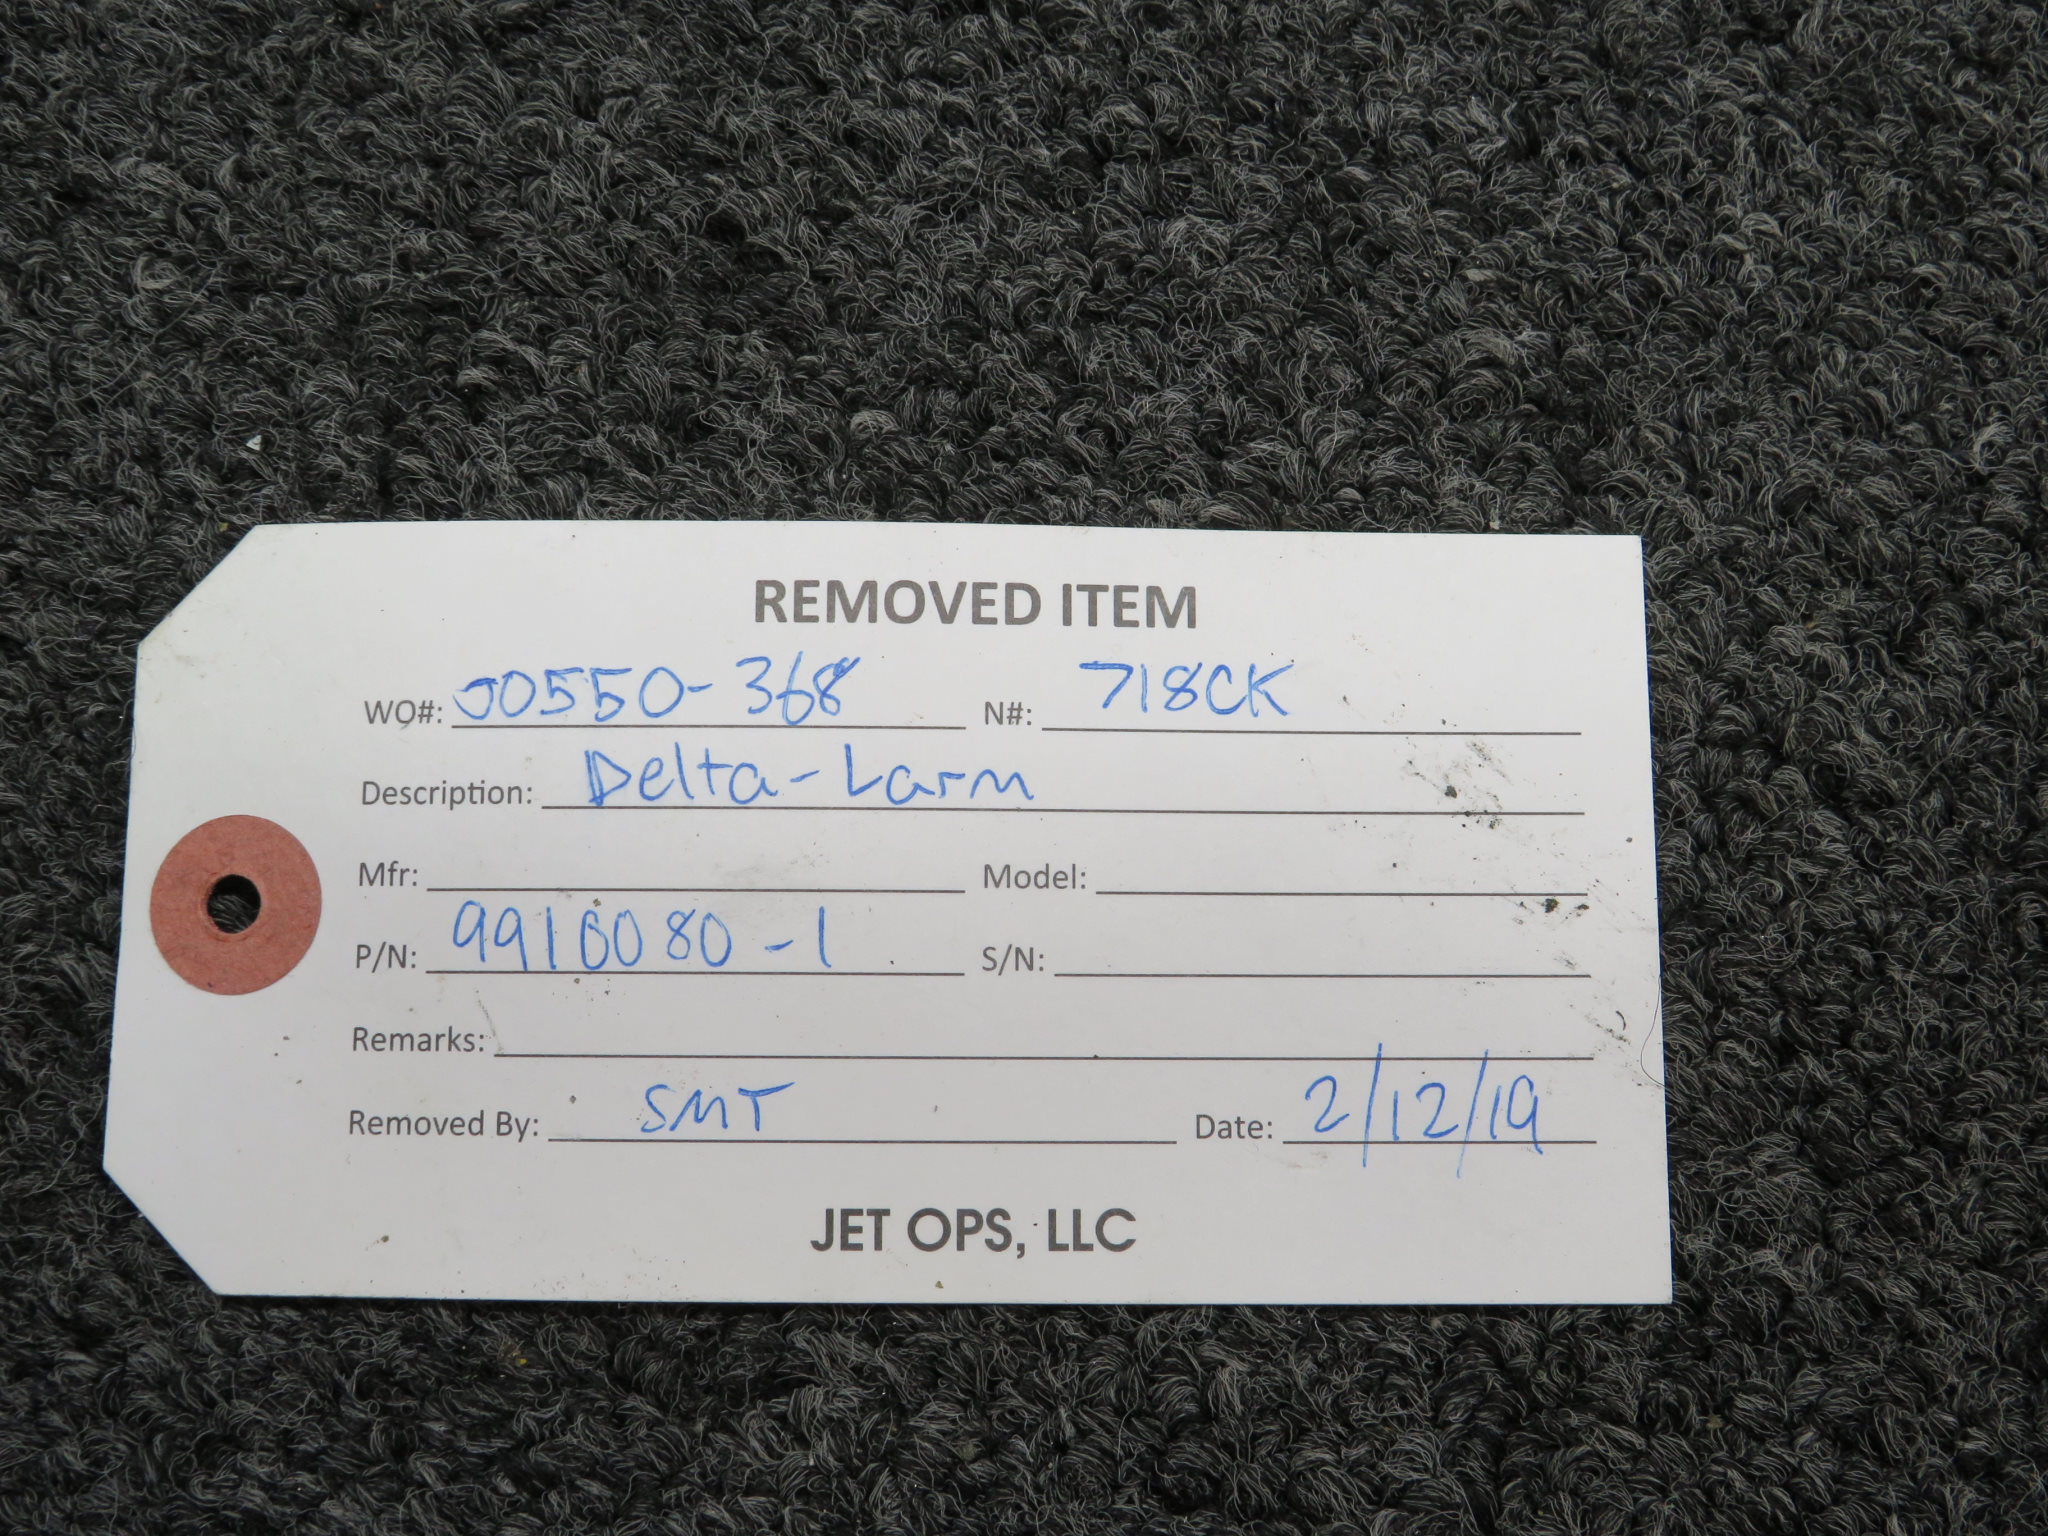 REMOVED ITEM
WO#: JO550-368 N#: 718CK
Description: Delta-Larm
Mfr: Model:
P/N: 9910080-1 S/N:
Remarks:
Removed By: SMT Date: 2/12/19
JET OPS, LLC